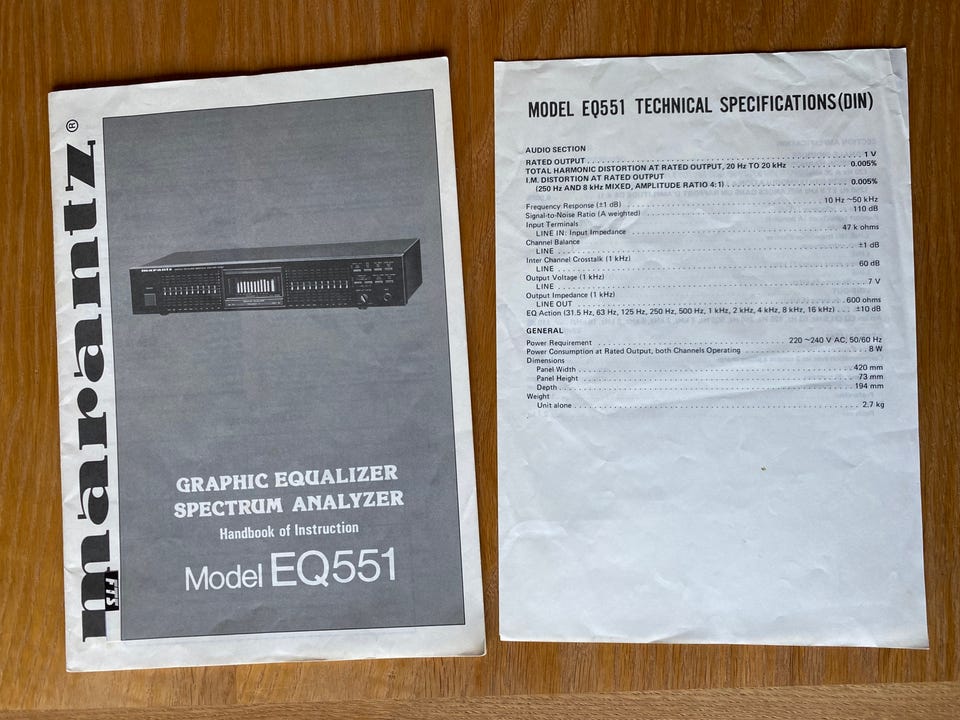 marantz®
GRAPHIC EQUALIZER
SPECTRUM ANALYZER
Handbook of Instruction
Model EQ551
FTS
MODEL EQ551 TECHNICAL SPECIFICATIONS(DIN)
AUDIO SECTION
RATED OUTPUT . . . . . . . . . . 1 V
TOTAL HARMONIC DISTORTION AT RATED OUTPUT, 20 Hz TO 20 kHz . . . . . . . . . . 0.005%
I.M. DISTORTION AT RATED OUTPUT
(250 Hz AND 8 kHz MIXED, AMPLITUDE RATIO 4:1) . . . . . . . . . . 0.005%
Frequency Response (±1 dB) . . . . . . . . . . 10 Hz ~50 kHz
Signal-to-Noise Ratio (A weighted) . . . . . . . . . . 110 dB
Input Terminals
LINE IN: Input Impedance . . . . . . . . . . 47 k ohms
Channel Balance
LINE . . . . . . . . . . ±1 dB
Inter Channel Crosstalk (1 kHz)
LINE . . . . . . . . . . 60 dB
Output Voltage (1 kHz)
LINE . . . . . . . . . . 7 V
Output Impedance (1 kHz)
LINE OUT . . . . . . . . . . 600 ohms
EQ Action (31.5 Hz, 63 Hz, 125 Hz, 250 Hz, 500 Hz, 1 kHz, 2 kHz, 4 kHz, 8 kHz, 16 kHz) . . . . ±10 dB
GENERAL
Power Requirement . . . . . . . . . . 220 ~240 V AC, 50/60 Hz
Power Consumption at Rated Output, both Channels Operating . . . . . . . . . . 8 W
Dimensions
Panel Width . . . . . . . . . . 420 mm
Panel Height . . . . . . . . . . 73 mm
Depth . . . . . . . . . . 194 mm
Weight
Unit alone . . . . . . . . . . 2.7 kg